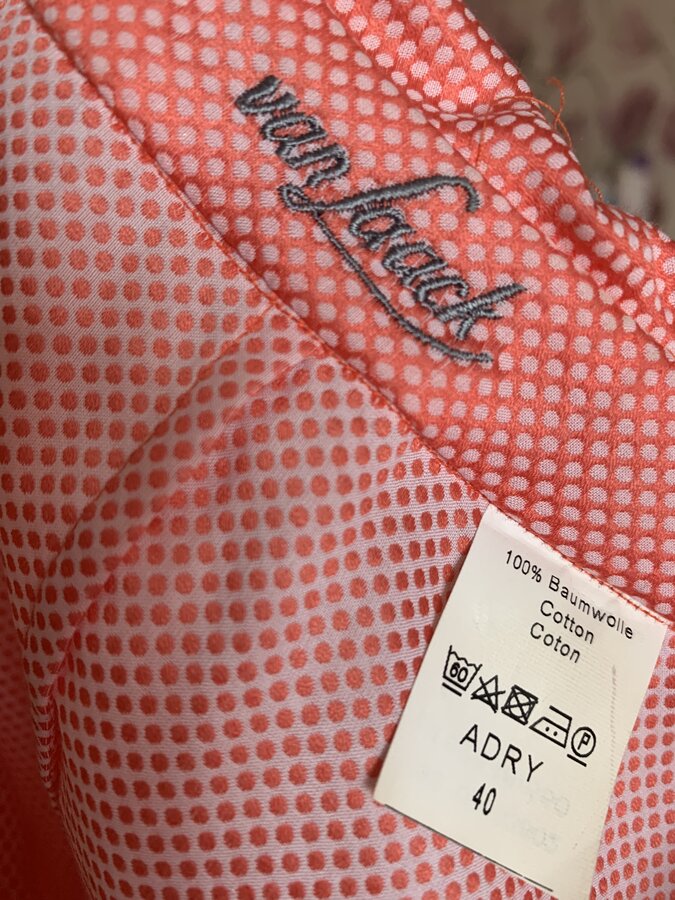 van Laack
100% Baumwolle
Cotton
Coton
60 P
ADRY
40